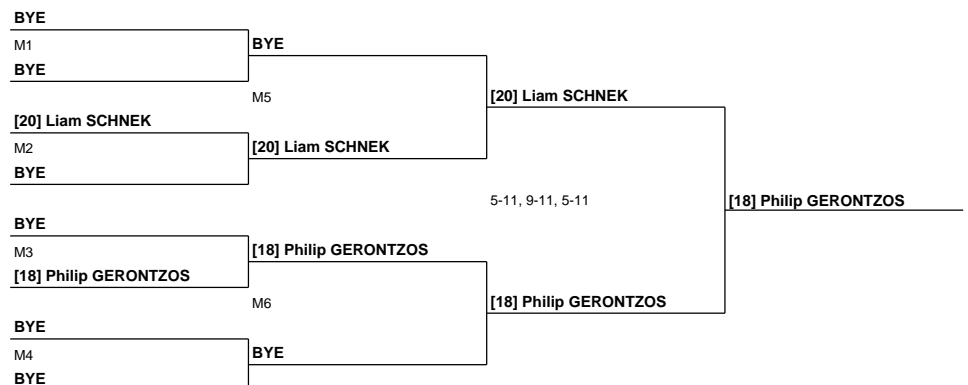 BYE
M1
BYE
BYE
M5
[20] Liam SCHNEK
[20] Liam SCHNEK
M2
[20] Liam SCHNEK
BYE
5-11, 9-11, 5-11
[18] Philip GERONTZOS
BYE
M3
[18] Philip GERONTZOS
[18] Philip GERONTZOS
M6
[18] Philip GERONTZOS
BYE
M4
BYE
BYE